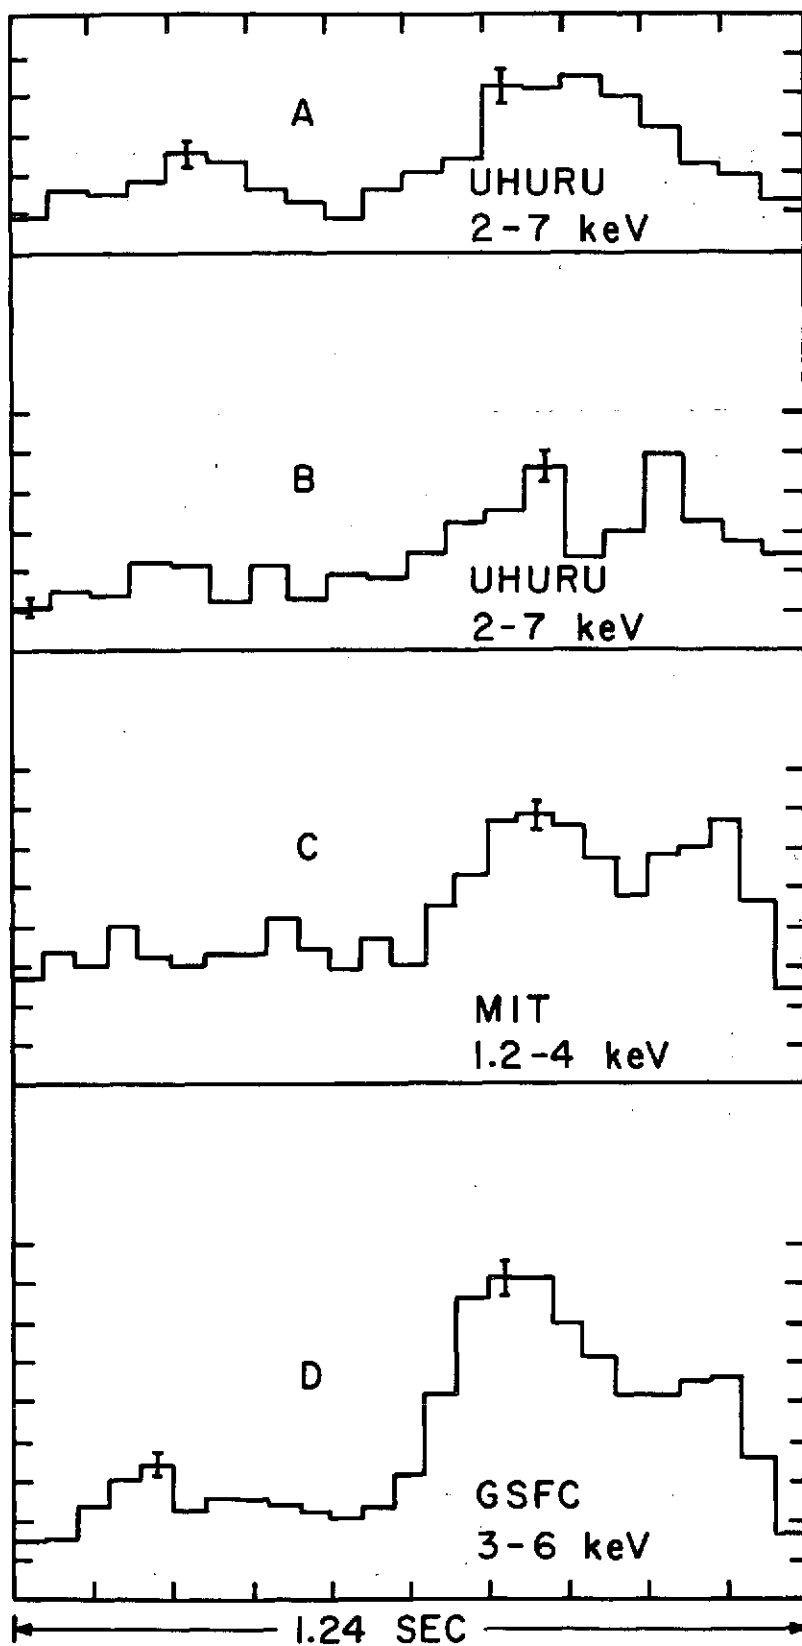 A
UHURU
2-7 keV
B
UHURU
2-7 keV
C
MIT
1.2-4 keV
D
GSFC
3-6 keV
1.24 SEC